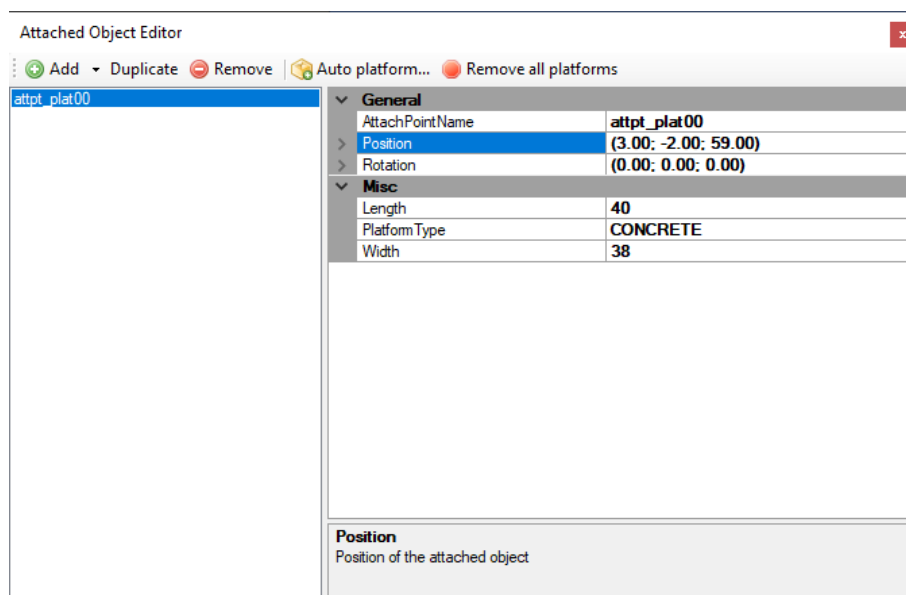 Attached Object Editor
x
Add Duplicate Remove Auto platform... Remove all platforms
attpt_plat00
General
AttachPointName attpt_plat00
Position (3.00; -2.00; 59.00)
Rotation (0.00; 0.00; 0.00)
Misc
Length 40
PlatformType CONCRETE
Width 38
Position
Position of the attached object